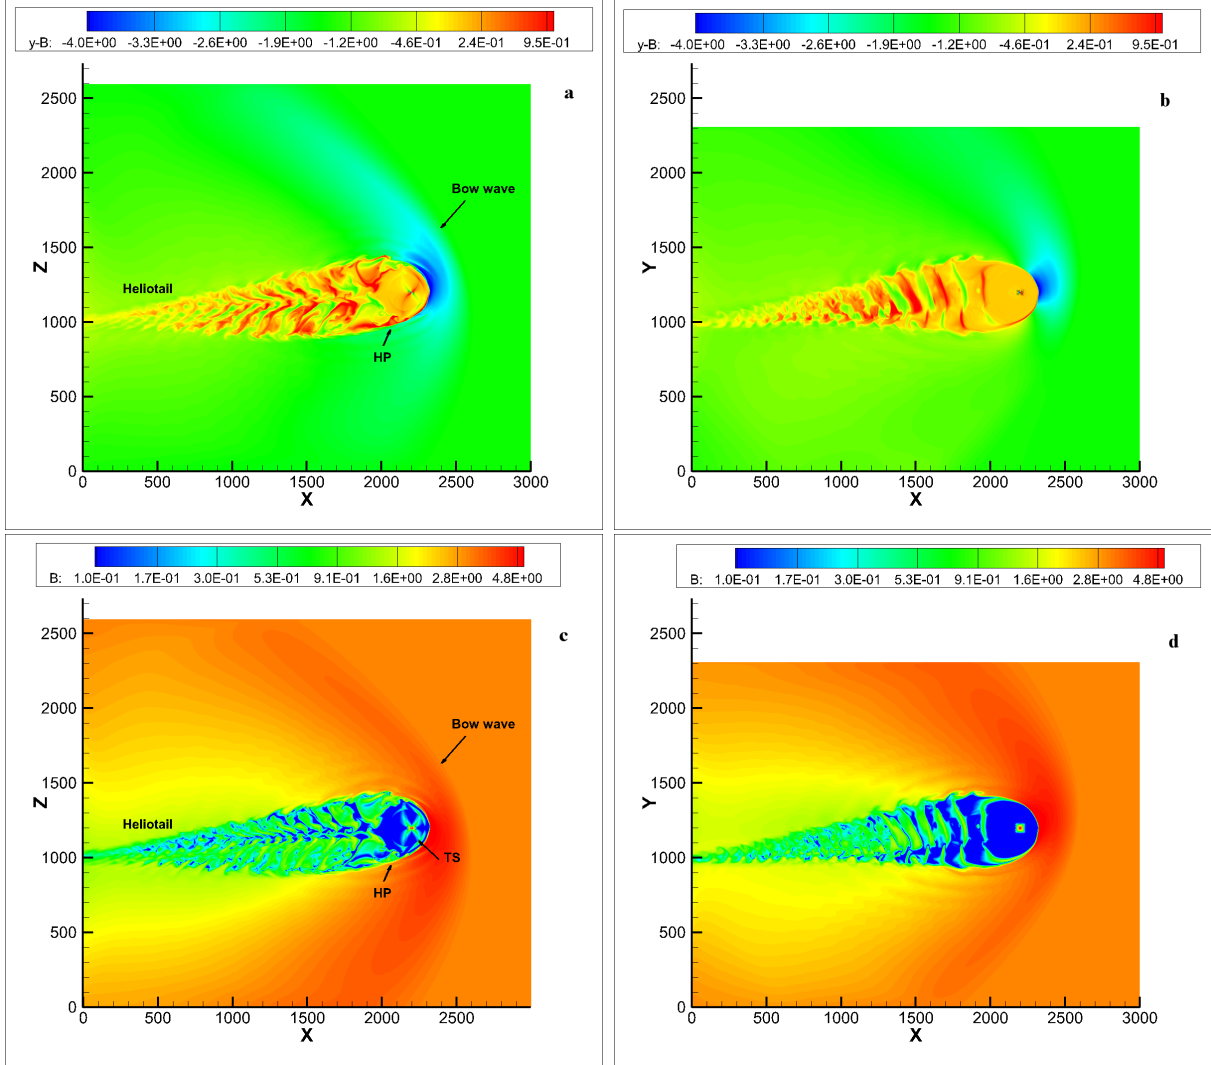 y-B: -4.0E+00 -3.3E+00 -2.6E+00 -1.9E+00 -1.2E+00 -4.6E-01 2.4E-01 9.5E-01
a
2500
2000
1500
1000
500
0
Z
Bow wave
Heliotail
HP
0 500 1000 1500 2000 2500 3000
X
y-B: -4.0E+00 -3.3E+00 -2.6E+00 -1.9E+00 -1.2E+00 -4.6E-01 2.4E-01 9.5E-01
b
2500
2000
1500
1000
500
0
Y
0 500 1000 1500 2000 2500 3000
X
B: 1.0E-01 1.7E-01 3.0E-01 5.3E-01 9.1E-01 1.6E+00 2.8E+00 4.8E+00
c
2500
2000
1500
1000
500
0
Z
Bow wave
Heliotail
TS
HP
0 500 1000 1500 2000 2500
X
B: 1.0E-01 1.7E-01 3.0E-01 5.3E-01 9.1E-01 1.6E+00 2.8E+00 4.8E+00
d
2500
2000
1500
1000
500
0
Y
0 500 1000 1500 2000 2500 3000
X